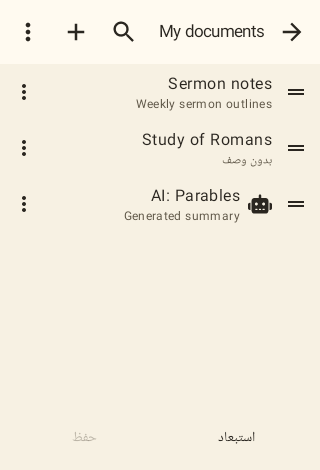 My documents
Sermon notes
Weekly sermon outlines
Study of Romans
بدون وصف
AI: Parables
Generated summary
استبعاد
حفظ